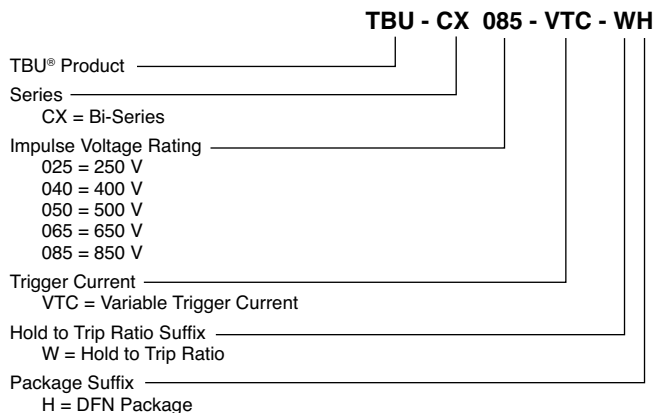 TBU - CX 085 - VTC - WH
TBU® Product
Series
CX = Bi-Series
Impulse Voltage Rating
025 = 250 V
040 = 400 V
050 = 500 V
065 = 650 V
085 = 850 V
Trigger Current
VTC = Variable Trigger Current
Hold to Trip Ratio Suffix
W = Hold to Trip Ratio
Package Suffix
H = DFN Package